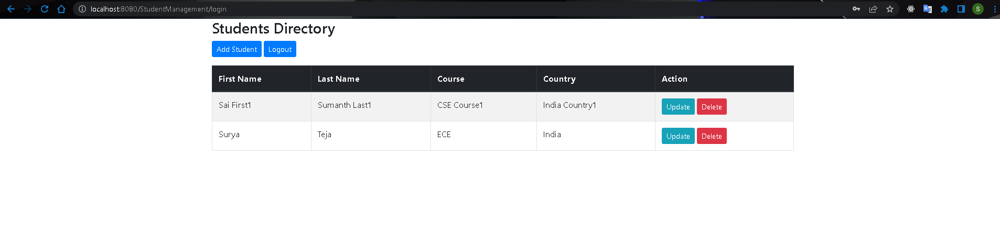 localhost:8080/StudentManagement/login
S
Students Directory
Add Student Logout
First Name Last Name Course Country Action
Sai First1 Sumanth Last1 CSE Course1 India Country1 Update Delete
Surya Teja ECE India Update Delete